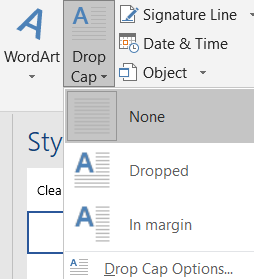 WordArt
Drop
Cap
Signature Line
Date & Time
Object
None
Dropped
In margin
Drop Cap Options...
Sty
Clea